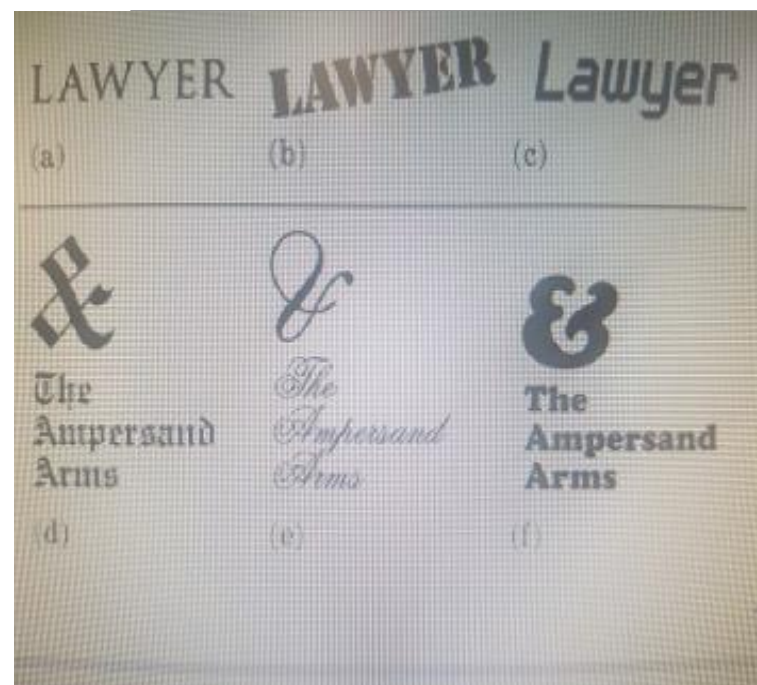 LAWYER LAWYER Lawyer
(a) (b) (c)
& & &
The The The
Ampersand Ampersand Ampersand
Arms Arms Arms
(d) (e) (f)